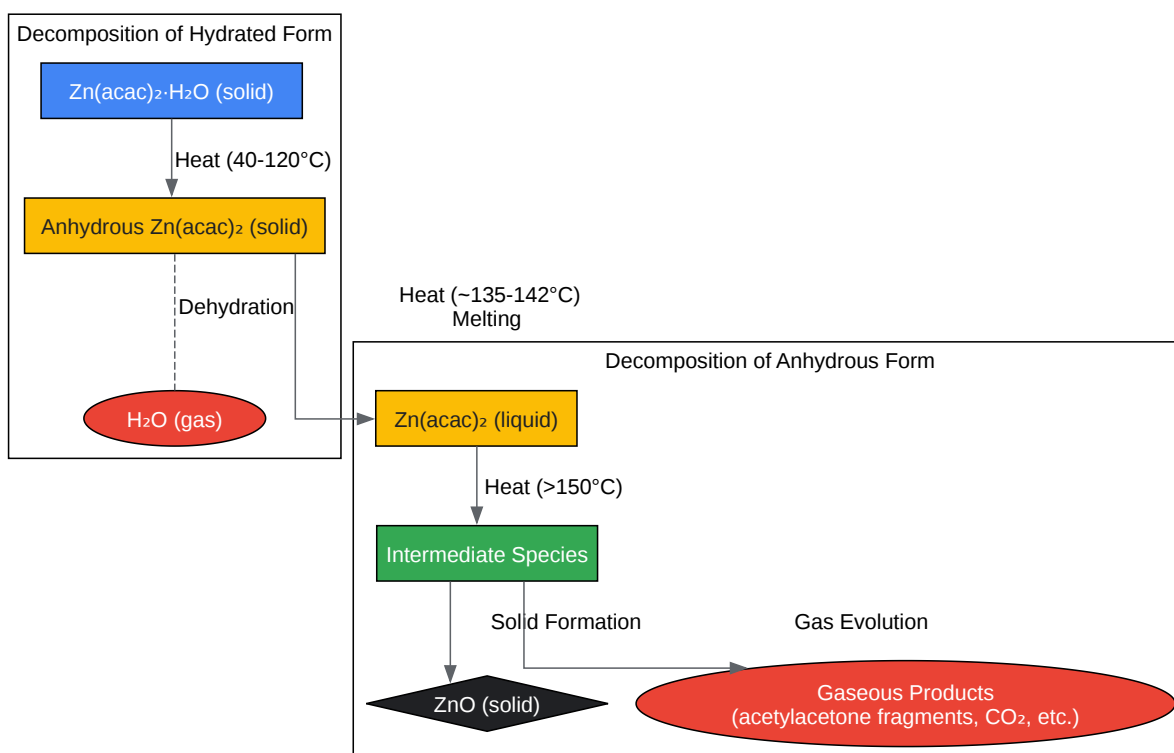 Decomposition of Hydrated Form
Zn(acac)₂·H₂O (solid)
Heat (40-120°C)
Anhydrous Zn(acac)₂ (solid)
Dehydration
H₂O (gas)
Heat (~135-142°C)
Melting
Decomposition of Anhydrous Form
Zn(acac)₂ (liquid)
Heat (>150°C)
Intermediate Species
Solid Formation
Gas Evolution
ZnO (solid)
Gaseous Products
(acetylacetone fragments, CO₂, etc.)